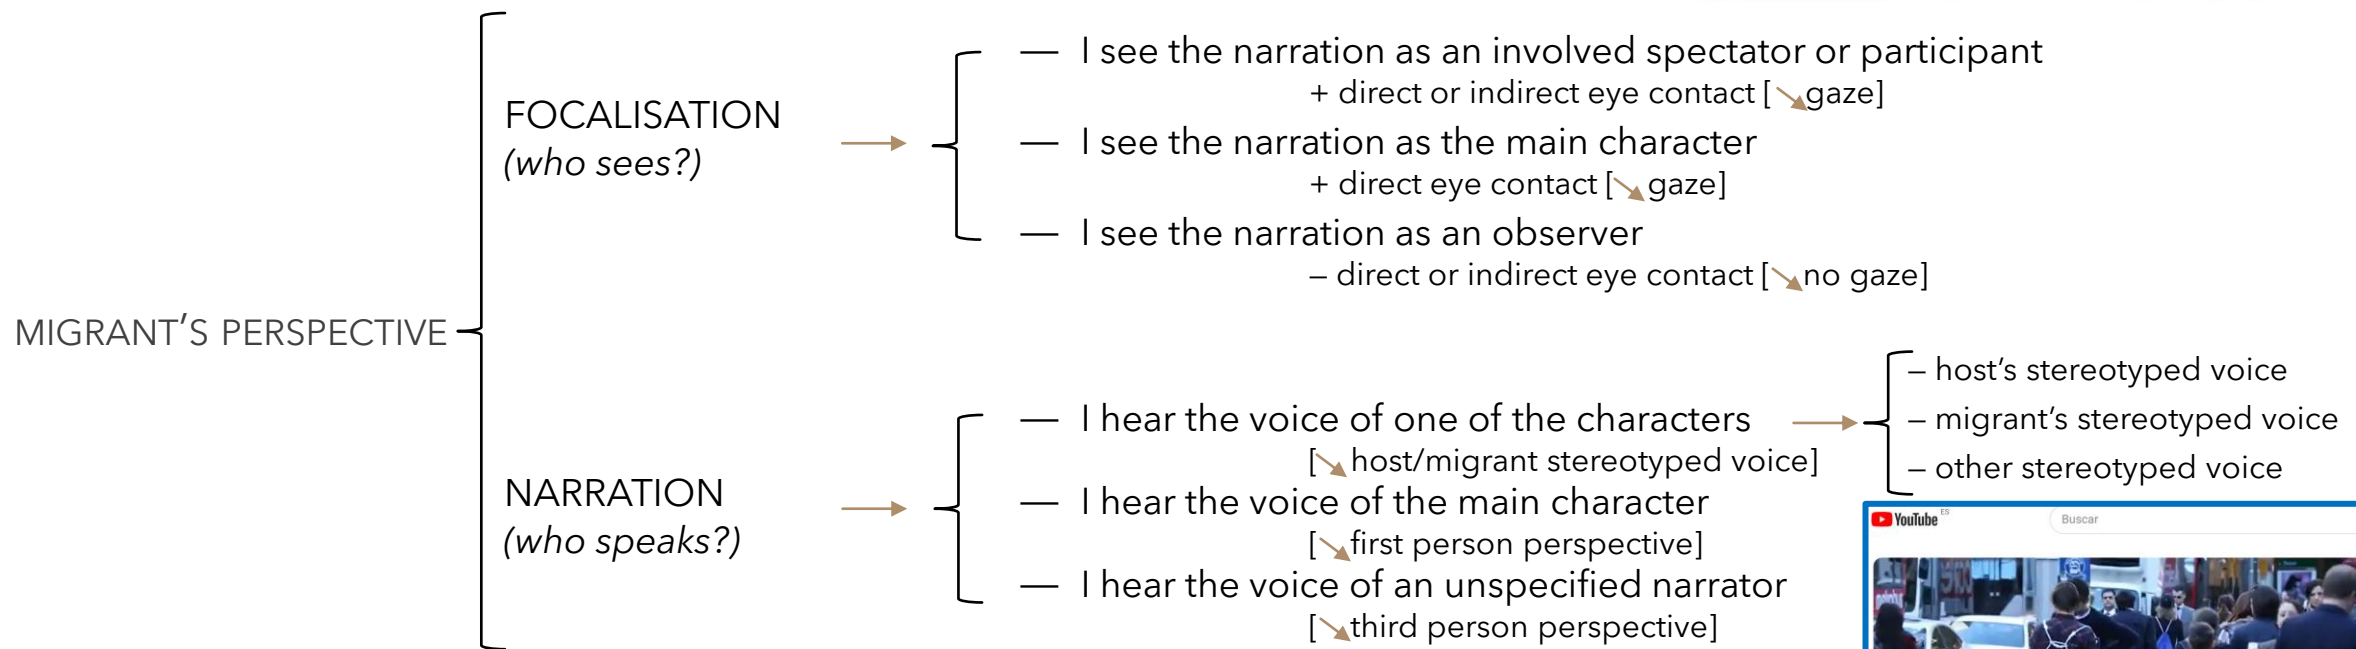 MIGRANT'S PERSPECTIVE
FOCALISATION
(who sees?)
— I see the narration as an involved spectator or participant
+ direct or indirect eye contact [↘gaze]
— I see the narration as the main character
+ direct eye contact [↘gaze]
— I see the narration as an observer
– direct or indirect eye contact [↘no gaze]
NARRATION
(who speaks?)
— I hear the voice of one of the characters
[↘host/migrant stereotyped voice]
– host's stereotyped voice
– migrant's stereotyped voice
– other stereotyped voice
— I hear the voice of the main character
[↘first person perspective]
— I hear the voice of an unspecified narrator
[↘third person perspective]
YouTube ES
Buscar